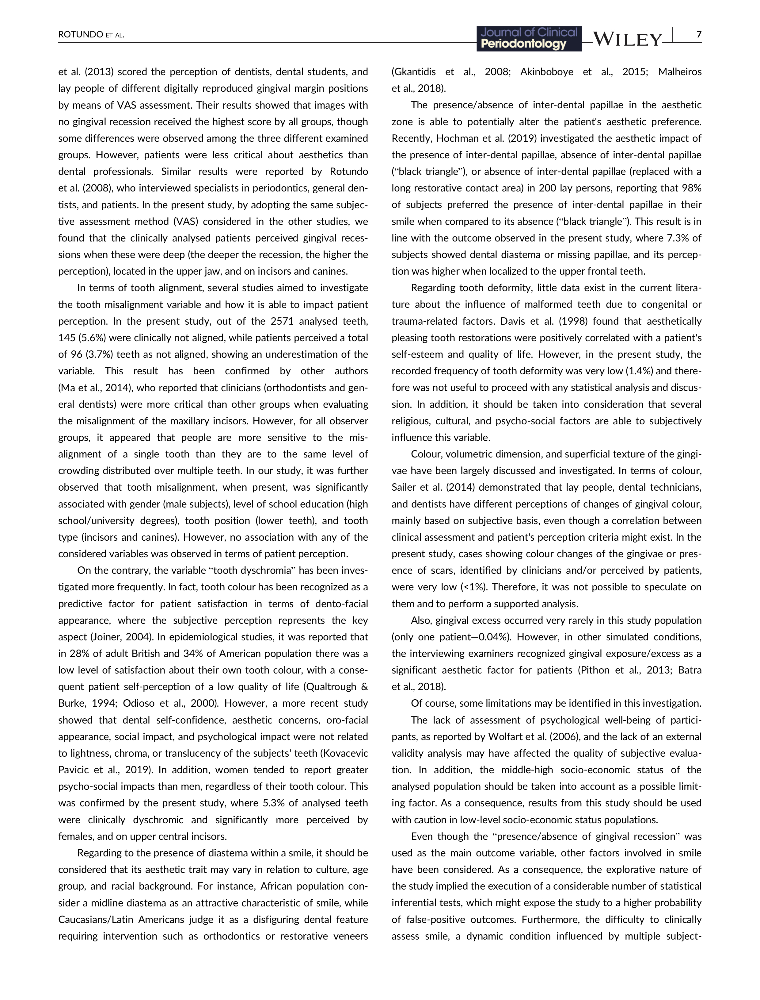 ROTUNDO ET AL.
Journal of Clinical
Periodontology
WILEY
7
et al. (2013) scored the perception of dentists, dental students, and
lay people of different digitally reproduced gingival margin positions
by means of VAS assessment. Their results showed that images with
no gingival recession received the highest score by all groups, though
some differences were observed among the three different examined
groups. However, patients were less critical about aesthetics than
dental professionals. Similar results were reported by Rotundo
et al. (2008), who interviewed specialists in periodontics, general den-
tists, and patients. In the present study, by adopting the same subjec-
tive assessment method (VAS) considered in the other studies, we
found that the clinically analysed patients perceived gingival reces-
sions when these were deep (the deeper the recession, the higher the
perception), located in the upper jaw, and on incisors and canines.
In terms of tooth alignment, several studies aimed to investigate
the tooth misalignment variable and how it is able to impact patient
perception. In the present study, out of the 2571 analysed teeth,
145 (5.6%) were clinically not aligned, while patients perceived a total
of 96 (3.7%) teeth as not aligned, showing an underestimation of the
variable. This result has been confirmed by other authors
(Ma et al., 2014), who reported that clinicians (orthodontists and gen-
eral dentists) were more critical than other groups when evaluating
the misalignment of the maxillary incisors. However, for all observer
groups, it appeared that people are more sensitive to the mis-
alignment of a single tooth than they are to the same level of
crowding distributed over multiple teeth. In our study, it was further
observed that tooth misalignment, when present, was significantly
associated with gender (male subjects), level of school education (high
school/university degrees), tooth position (lower teeth), and tooth
type (incisors and canines). However, no association with any of the
considered variables was observed in terms of patient perception.
On the contrary, the variable “tooth dyschromia” has been inves-
tigated more frequently. In fact, tooth colour has been recognized as a
predictive factor for patient satisfaction in terms of dento-facial
appearance, where the subjective perception represents the key
aspect (Joiner, 2004). In epidemiological studies, it was reported that
in 28% of adult British and 34% of American population there was a
low level of satisfaction about their own tooth colour, with a conse-
quent patient self-perception of a low quality of life (Qualtrough &
Burke, 1994; Odioso et al., 2000). However, a more recent study
showed that dental self-confidence, aesthetic concerns, oro-facial
appearance, social impact, and psychological impact were not related
to lightness, chroma, or translucency of the subjects' teeth (Kovacevic
Pavicic et al., 2019). In addition, women tended to report greater
psycho-social impacts than men, regardless of their tooth colour. This
was confirmed by the present study, where 5.3% of analysed teeth
were clinically dyschromic and significantly more perceived by
females, and on upper central incisors.
Regarding to the presence of diastema within a smile, it should be
considered that its aesthetic trait may vary in relation to culture, age
group, and racial background. For instance, African population con-
sider a midline diastema as an attractive characteristic of smile, while
Caucasians/Latin Americans judge it as a disfiguring dental feature
requiring intervention such as orthodontics or restorative veneers
(Gkantidis et al., 2008; Akinboboye et al., 2015; Malheiros
et al., 2018).
The presence/absence of inter-dental papillae in the aesthetic
zone is able to potentially alter the patient's aesthetic preference.
Recently, Hochman et al. (2019) investigated the aesthetic impact of
the presence of inter-dental papillae, absence of inter-dental papillae
(“black triangle”), or absence of inter-dental papillae (replaced with a
long restorative contact area) in 200 lay persons, reporting that 98%
of subjects preferred the presence of inter-dental papillae in their
smile when compared to its absence (“black triangle”). This result is in
line with the outcome observed in the present study, where 7.3% of
subjects showed dental diastema or missing papillae, and its percep-
tion was higher when localized to the upper frontal teeth.
Regarding tooth deformity, little data exist in the current litera-
ture about the influence of malformed teeth due to congenital or
trauma-related factors. Davis et al. (1998) found that aesthetically
pleasing tooth restorations were positively correlated with a patient's
self-esteem and quality of life. However, in the present study, the
recorded frequency of tooth deformity was very low (1.4%) and there-
fore was not useful to proceed with any statistical analysis and discus-
sion. In addition, it should be taken into consideration that several
religious, cultural, and psycho-social factors are able to subjectively
influence this variable.
Colour, volumetric dimension, and superficial texture of the gingi-
vae have been largely discussed and investigated. In terms of colour,
Sailer et al. (2014) demonstrated that lay people, dental technicians,
and dentists have different perceptions of changes of gingival colour,
mainly based on subjective basis, even though a correlation between
clinical assessment and patient's perception criteria might exist. In the
present study, cases showing colour changes of the gingivae or pres-
ence of scars, identified by clinicians and/or perceived by patients,
were very low (<1%). Therefore, it was not possible to speculate on
them and to perform a supported analysis.
Also, gingival excess occurred very rarely in this study population
(only one patient—0.04%). However, in other simulated conditions,
the interviewing examiners recognized gingival exposure/excess as a
significant aesthetic factor for patients (Pithon et al., 2013; Batra
et al., 2018).
Of course, some limitations may be identified in this investigation.
The lack of assessment of psychological well-being of partici-
pants, as reported by Wolfart et al. (2006), and the lack of an external
validity analysis may have affected the quality of subjective evalua-
tion. In addition, the middle-high socio-economic status of the
analysed population should be taken into account as a possible limit-
ing factor. As a consequence, results from this study should be used
with caution in low-level socio-economic status populations.
Even though the “presence/absence of gingival recession” was
used as the main outcome variable, other factors involved in smile
have been considered. As a consequence, the explorative nature of
the study implied the execution of a considerable number of statistical
inferential tests, which might expose the study to a higher probability
of false-positive outcomes. Furthermore, the difficulty to clinically
assess smile, a dynamic condition influenced by multiple subject-